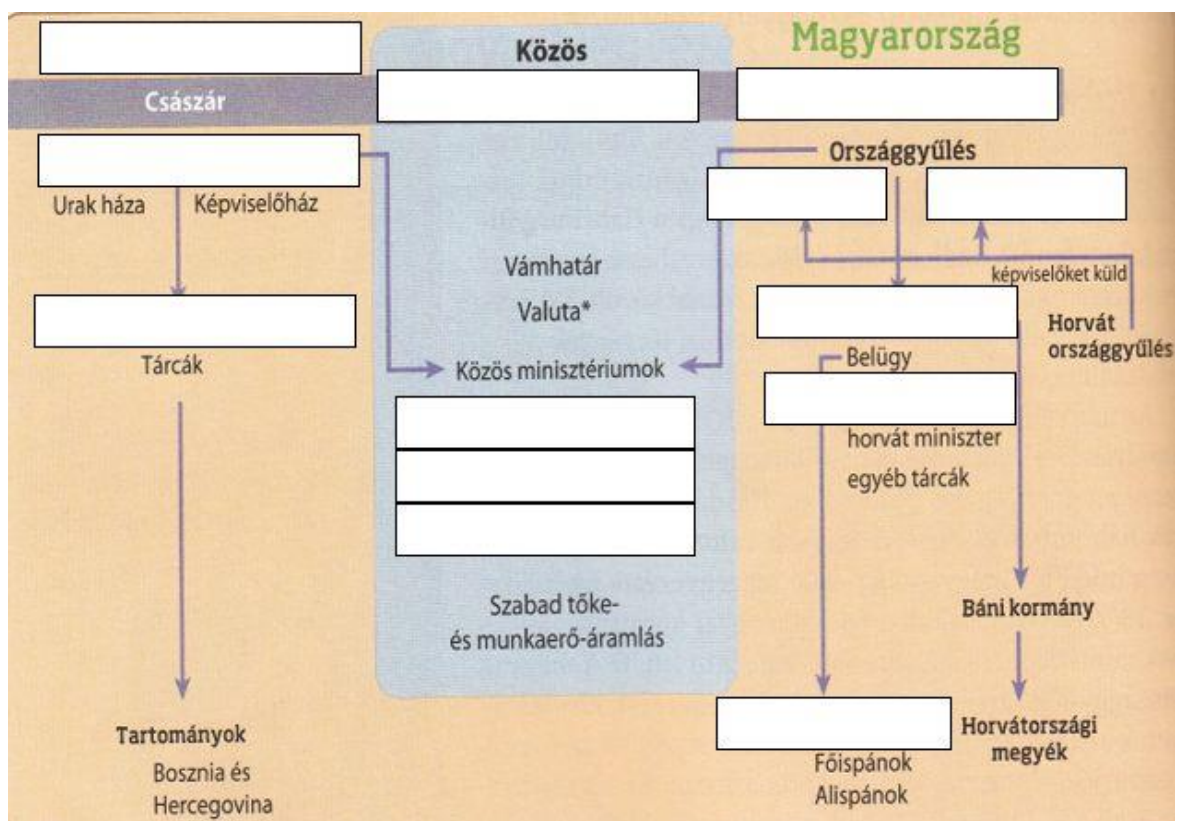 Közös
Magyarország
Császár
Országgyűlés
Urak háza
Képviselőház
Vámhatár
képviselőket küld
Valuta*
Horvát
országgyűlés
Tárcák
Közös minisztériumok
Belügy
horvát miniszter
egyéb tárcák
Szabad tőke-
és munkaerő-áramlás
Báni kormány
Tartományok
Bosznia és
Hercegovina
Főispánok
Alispánok
Horvátországi
megyék